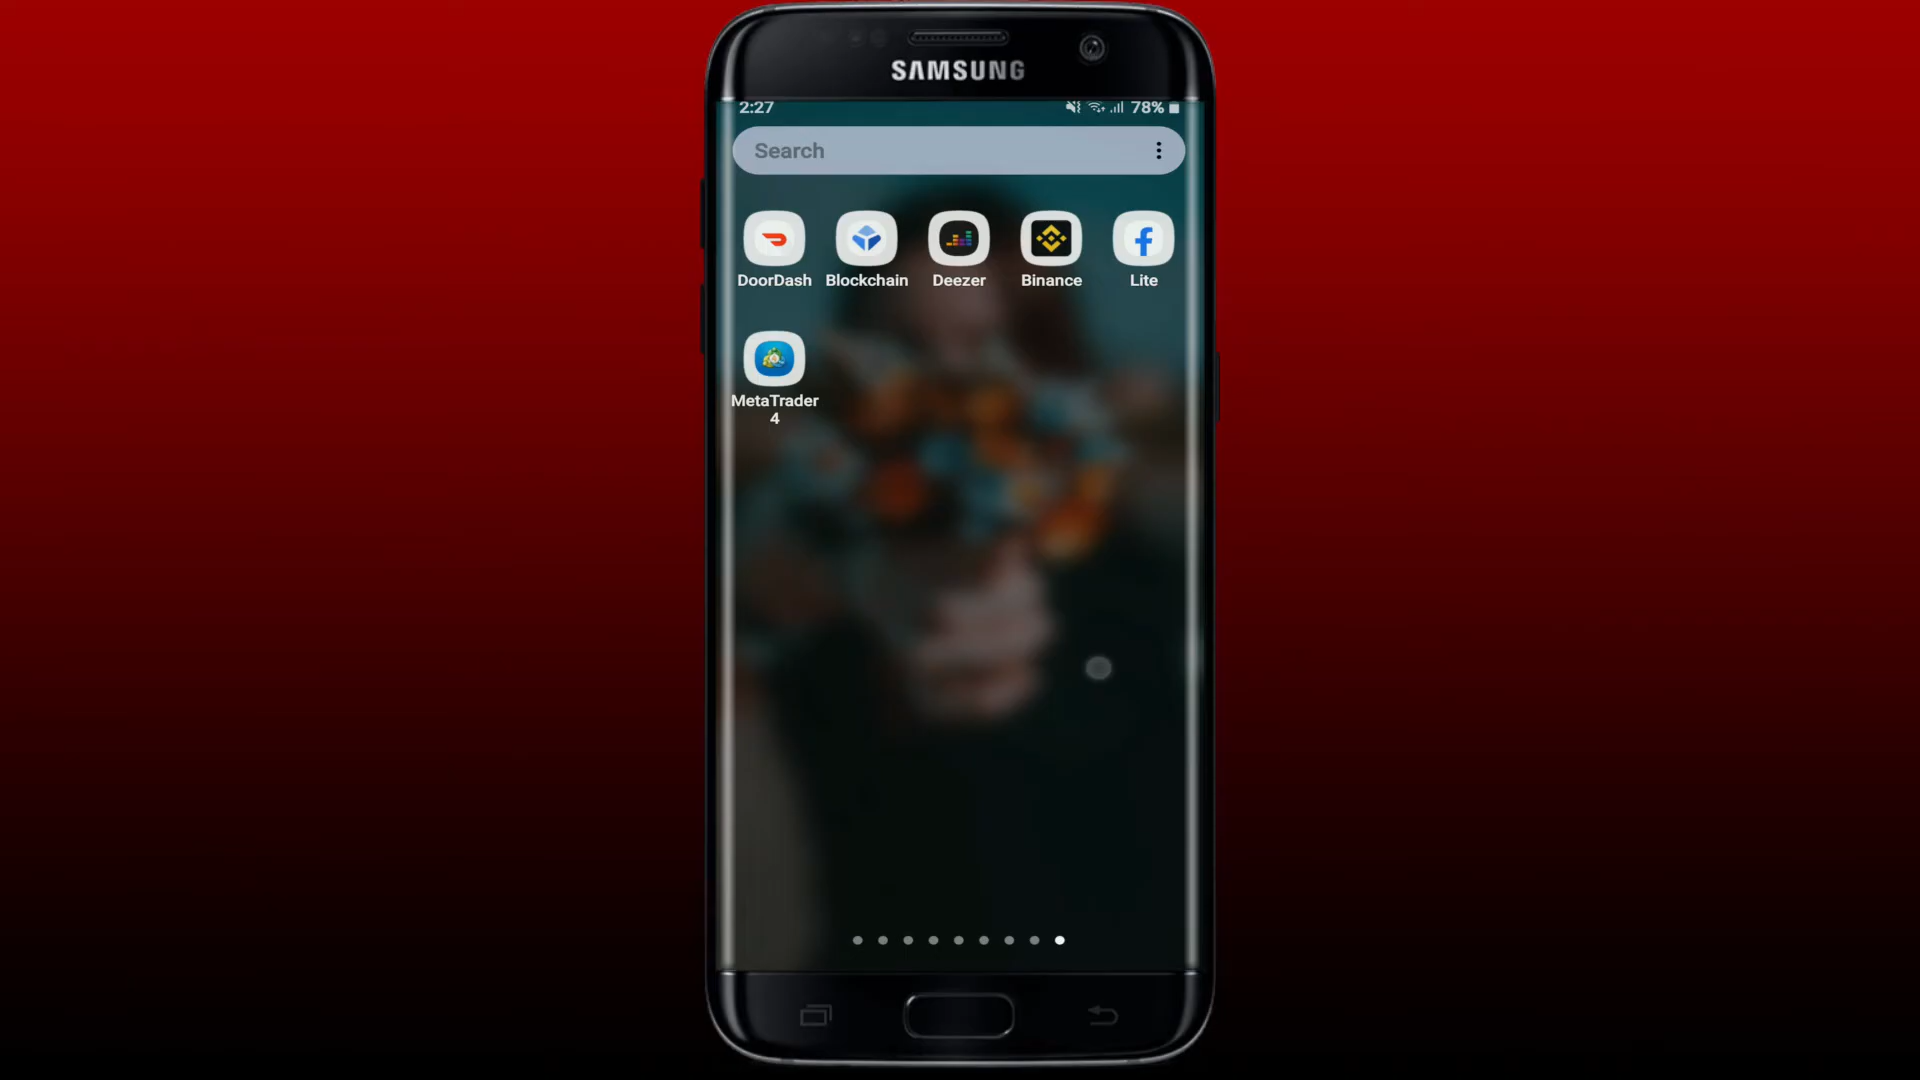 SAMSUNG
2:27
78%
Search
DoorDash
Blockchain
Deezer
Binance
Lite
MetaTrader
4